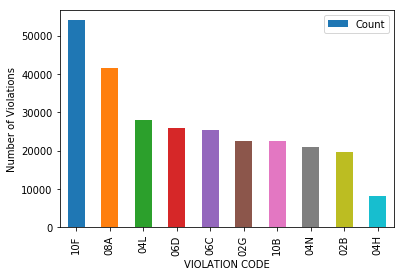 Count
50000
40000
30000
20000
10000
0
Number of Violations
10F
08A
04L
06D
06C
02G
10B
04N
02B
04H
VIOLATION CODE